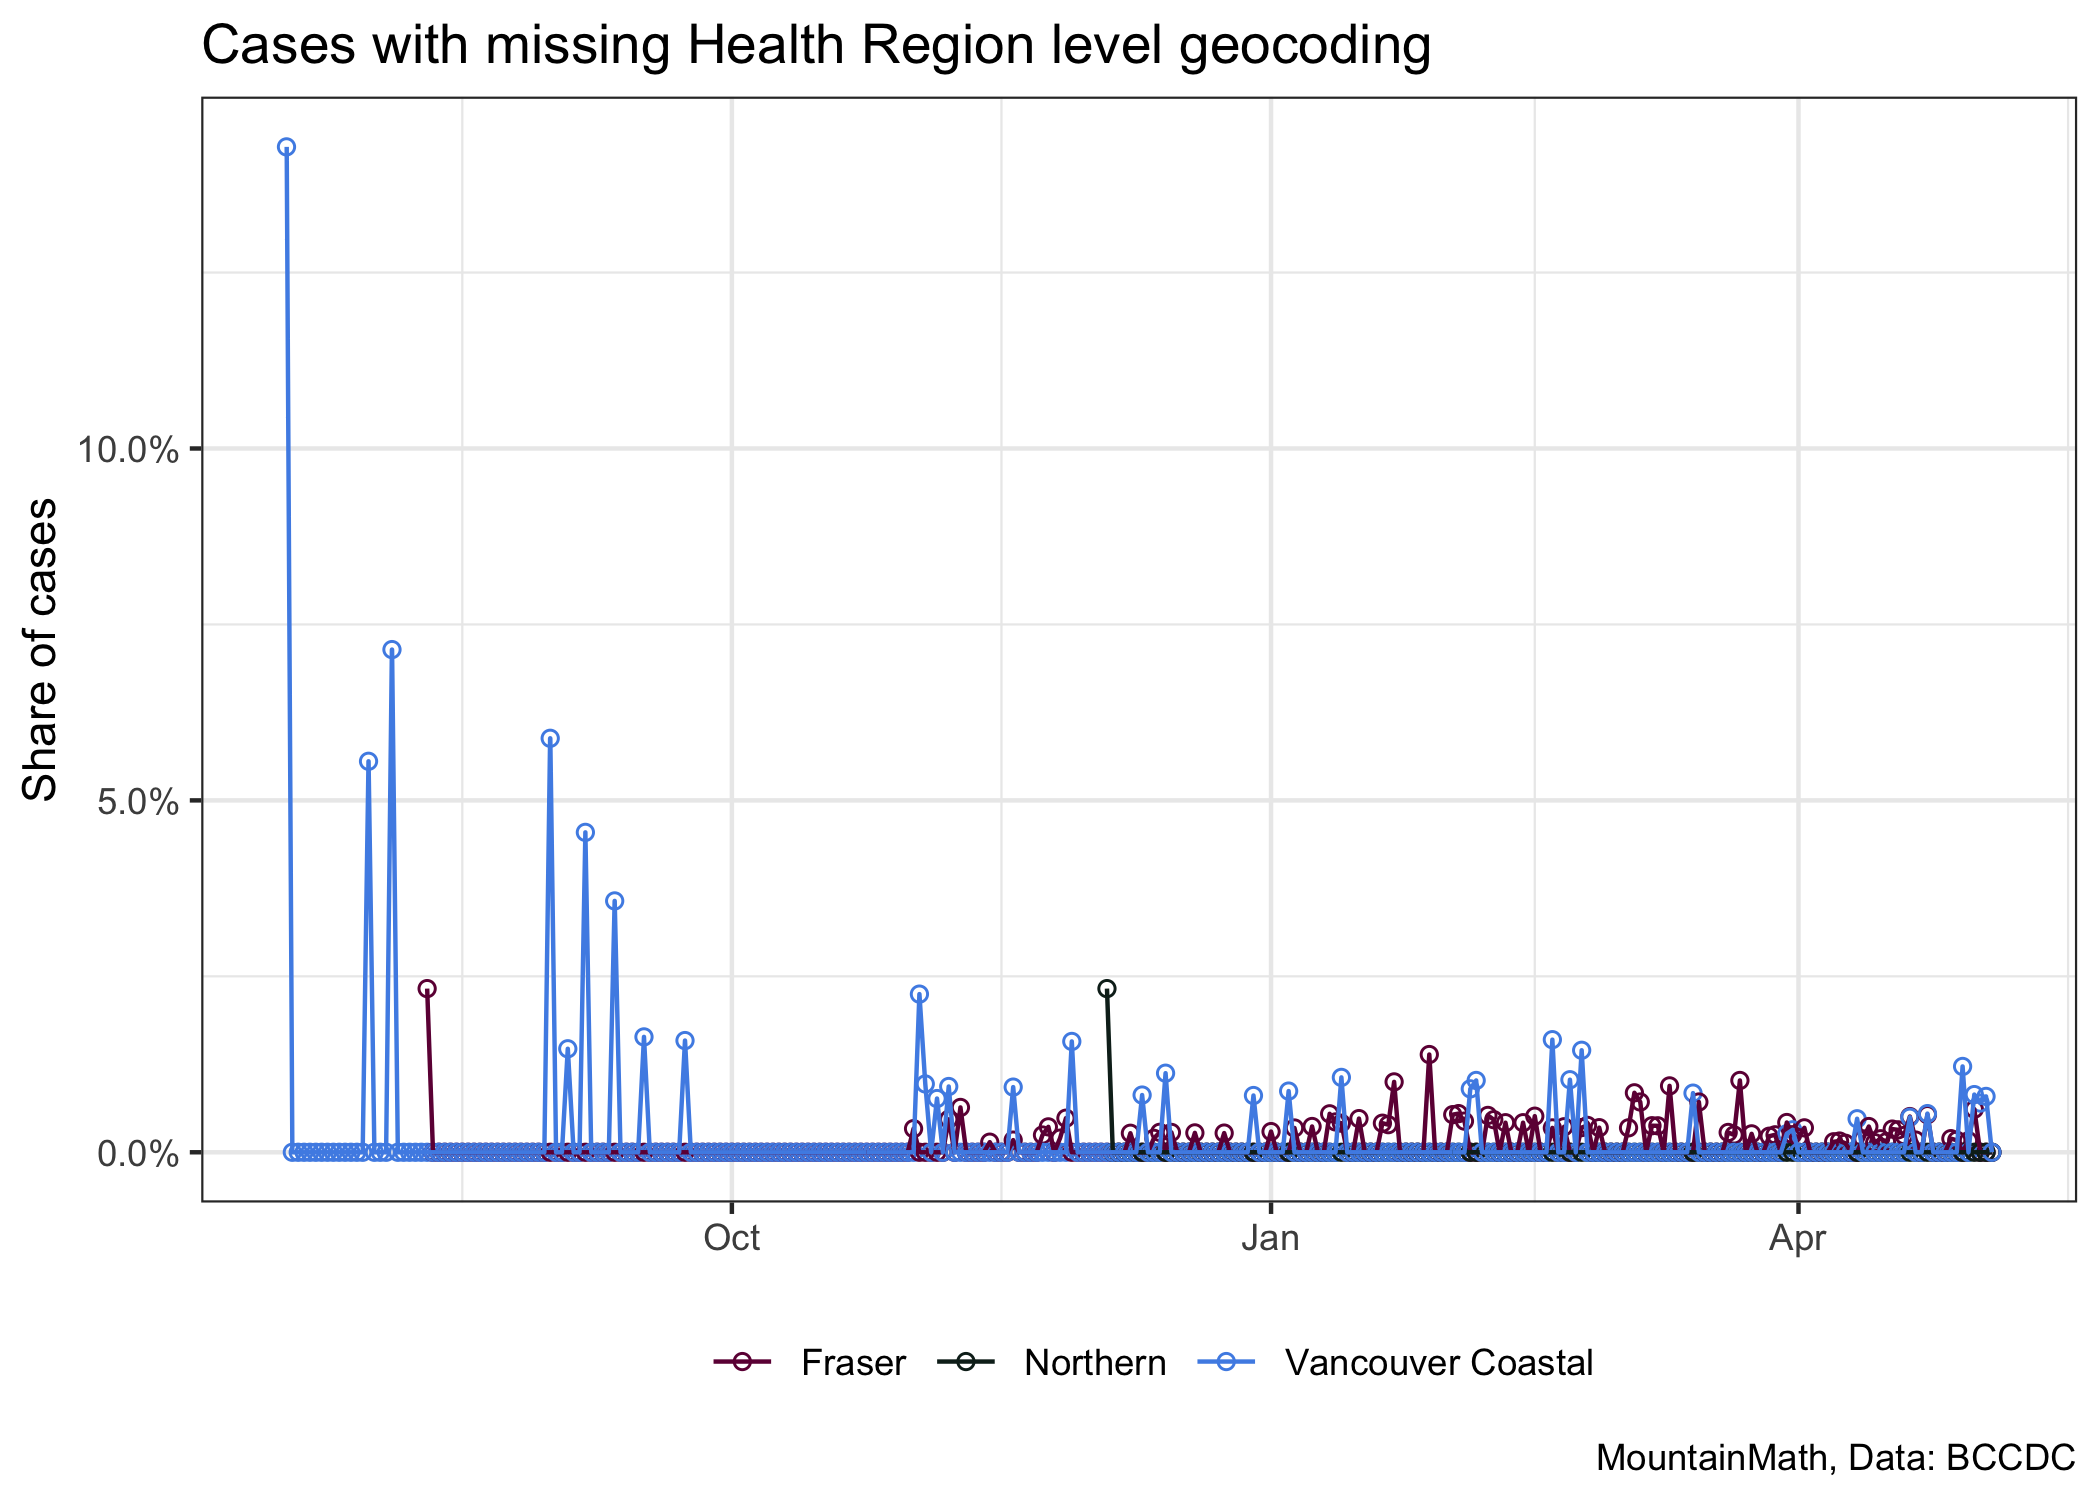 Cases with missing Health Region level geocoding
Share of cases
10.0%
5.0%
0.0%
Oct Jan Apr
Fraser Northern Vancouver Coastal
MountainMath, Data: BCCDC